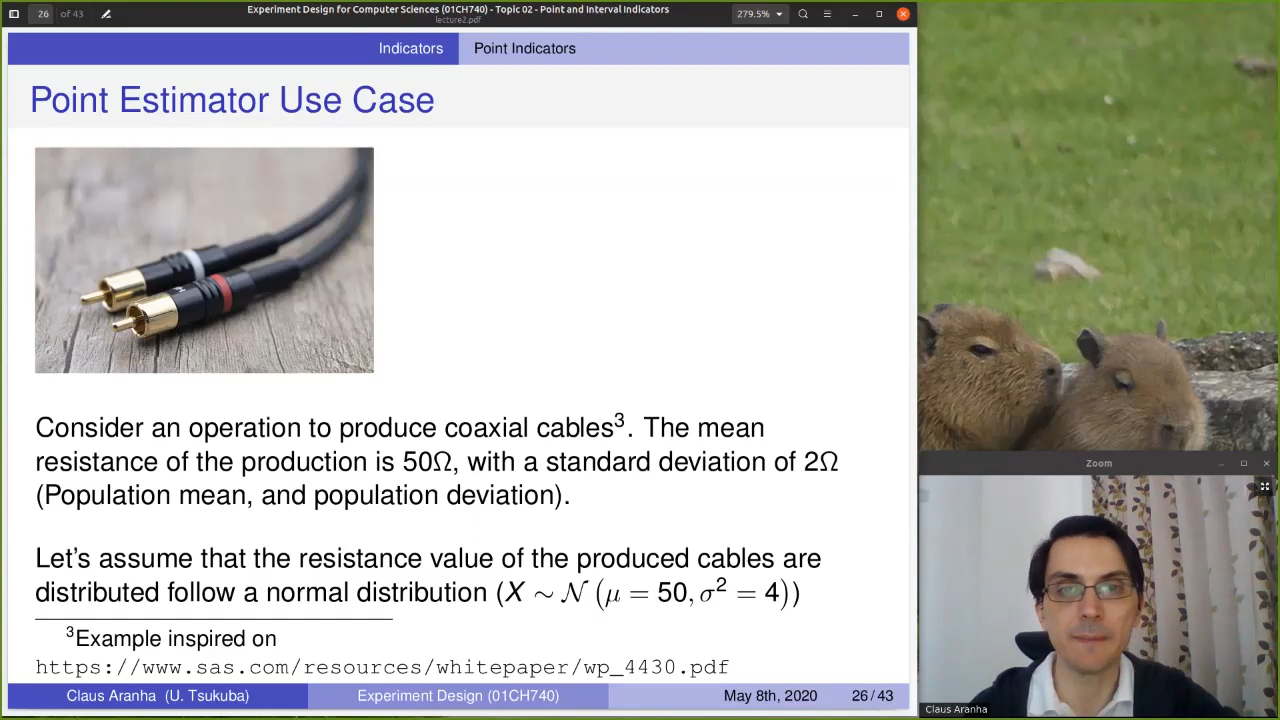 26 of 43
Experiment Design for Computer Sciences (01CH740) - Topic 02 - Point and Interval Indicators
lecture2.pdf
279.5%
Indicators Point Indicators
Point Estimator Use Case
Consider an operation to produce coaxial cables³. The mean
resistance of the production is 50Ω, with a standard deviation of 2Ω
(Population mean, and population deviation).
Let's assume that the resistance value of the produced cables are
distributed follow a normal distribution (X ∼ 𝒩 (μ = 50, σ² = 4))
³Example inspired on
https://www.sas.com/resources/whitepaper/wp_4430.pdf
Claus Aranha (U. Tsukuba) Experiment Design (01CH740) May 8th, 2020 26 / 43
Zoom
Claus Aranha